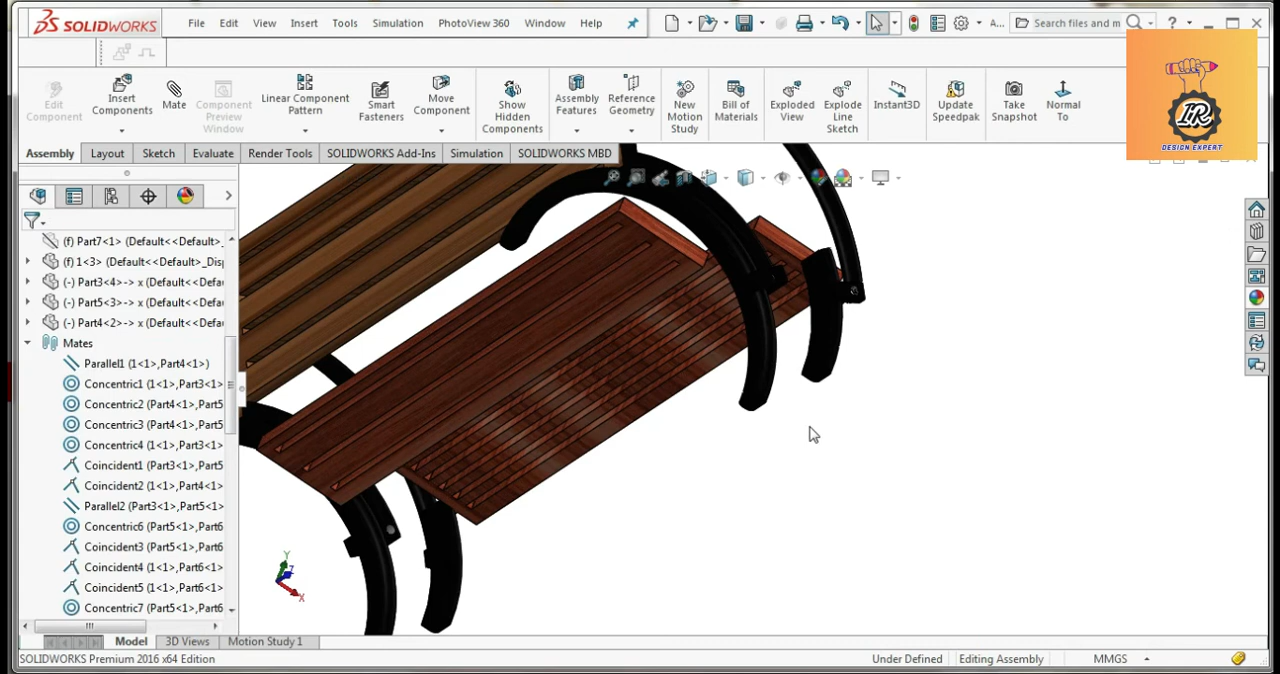 SOLIDWORKS File Edit View Insert Tools Simulation PhotoView 360 Window Help A... Search files and m ?
Edit Component
Insert Components
Mate
Component Preview Window
Linear Component Pattern
Smart Fasteners
Move Component
Show Hidden Components
Assembly Features
Reference Geometry
New Motion Study
Bill of Materials
Exploded View
Explode Line Sketch
Instant3D
Update Speedpak
Take Snapshot
Normal To
IR
DESIGN EXPERT
Assembly Layout Sketch Evaluate Render Tools SOLIDWORKS Add-Ins Simulation SOLIDWORKS MBD
(f) Part7<1> (Default<<Default>_
(f) 1<3> (Default<<Default>_Disp
(-) Part3<4>-> x (Default<<Defau
(-) Part5<3>-> x (Default<<Defau
(-) Part4<2>-> x (Default<<Defau
Mates
Parallel1 (1<1>,Part4<1>)
Concentric1 (1<1>,Part3<1>
Concentric2 (Part4<1>,Part5
Concentric3 (Part4<1>,Part5
Concentric4 (1<1>,Part3<1>
Coincident1 (Part3<1>,Part5
Coincident2 (1<1>,Part4<1>
Parallel2 (Part3<1>,Part5<1>
Concentric6 (Part5<1>,Part6
Coincident3 (Part5<1>,Part6
Coincident4 (1<1>,Part6<1>
Coincident5 (1<1>,Part6<1>
Concentric7 (Part5<1>,Part6
Y
Z
X
Model 3D Views Motion Study 1
SOLIDWORKS Premium 2016 x64 Edition Under Defined Editing Assembly MMGS